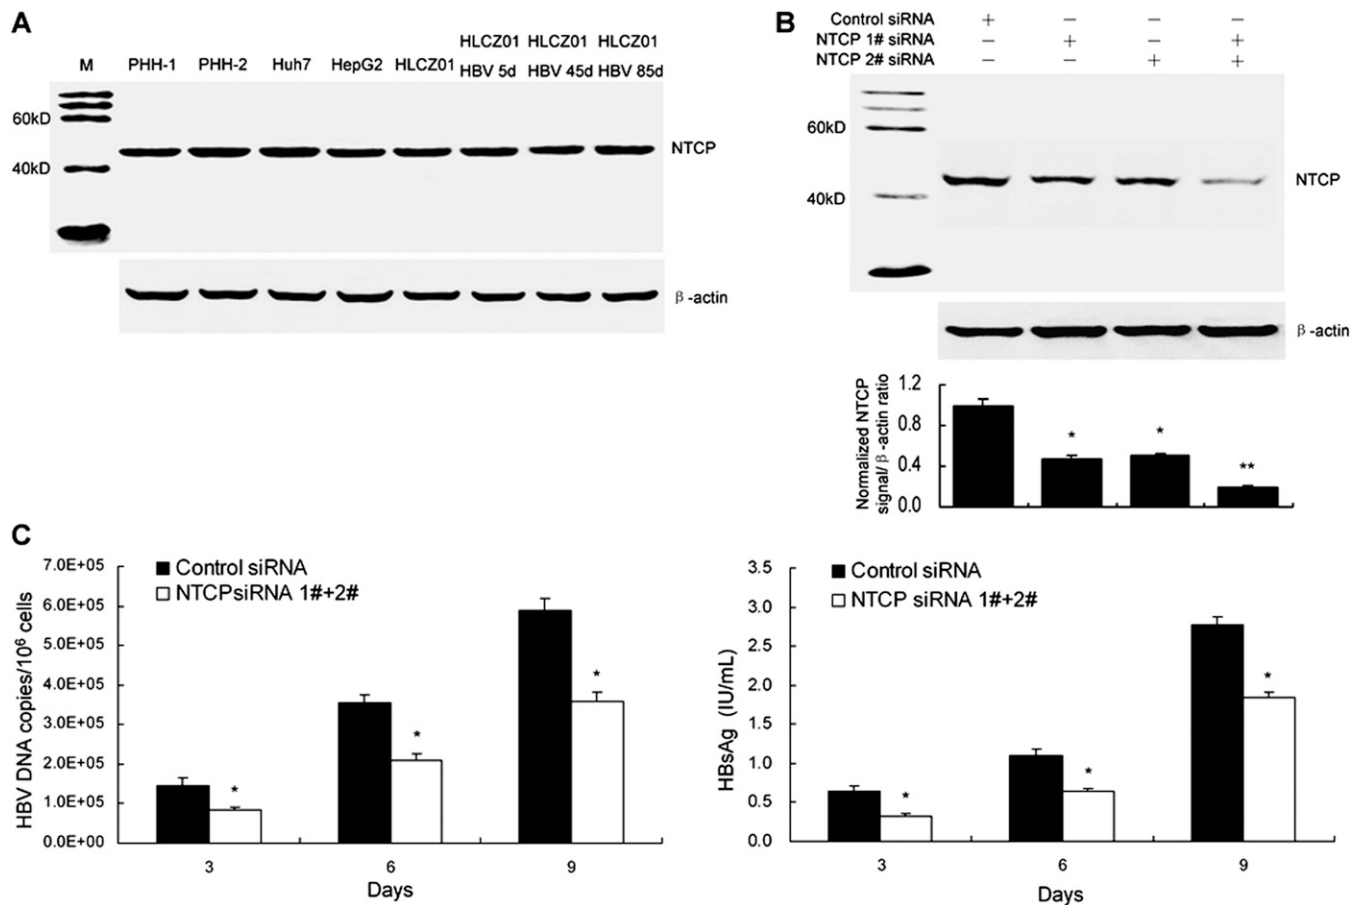 A
M PHH-1 PHH-2 Huh7 HepG2 HLCZ01 HLCZ01 HBV 5d HLCZ01 HBV 45d HLCZ01 HBV 85d
60kD
40kD
NTCP
β-actin
B
Control siRNA + − − −
NTCP 1# siRNA − + − +
NTCP 2# siRNA − − + +
60kD
40kD
NTCP
β-actin
Normalized NTCP
signal/β-actin ratio
1.2
0.8
0.4
0.0
* * **
C
HBV DNA copies/10⁶ cells
7.0E+05
6.0E+05
5.0E+05
4.0E+05
3.0E+05
2.0E+05
1.0E+05
0.0E+00
Control siRNA
NTCPsiRNA 1#+2#
* * *
3 6 9
Days
HBsAg (IU/mL)
3.5
3.0
2.5
2.0
1.5
1.0
0.5
0.0
Control siRNA
NTCP siRNA 1#+2#
* * *
3 6 9
Days